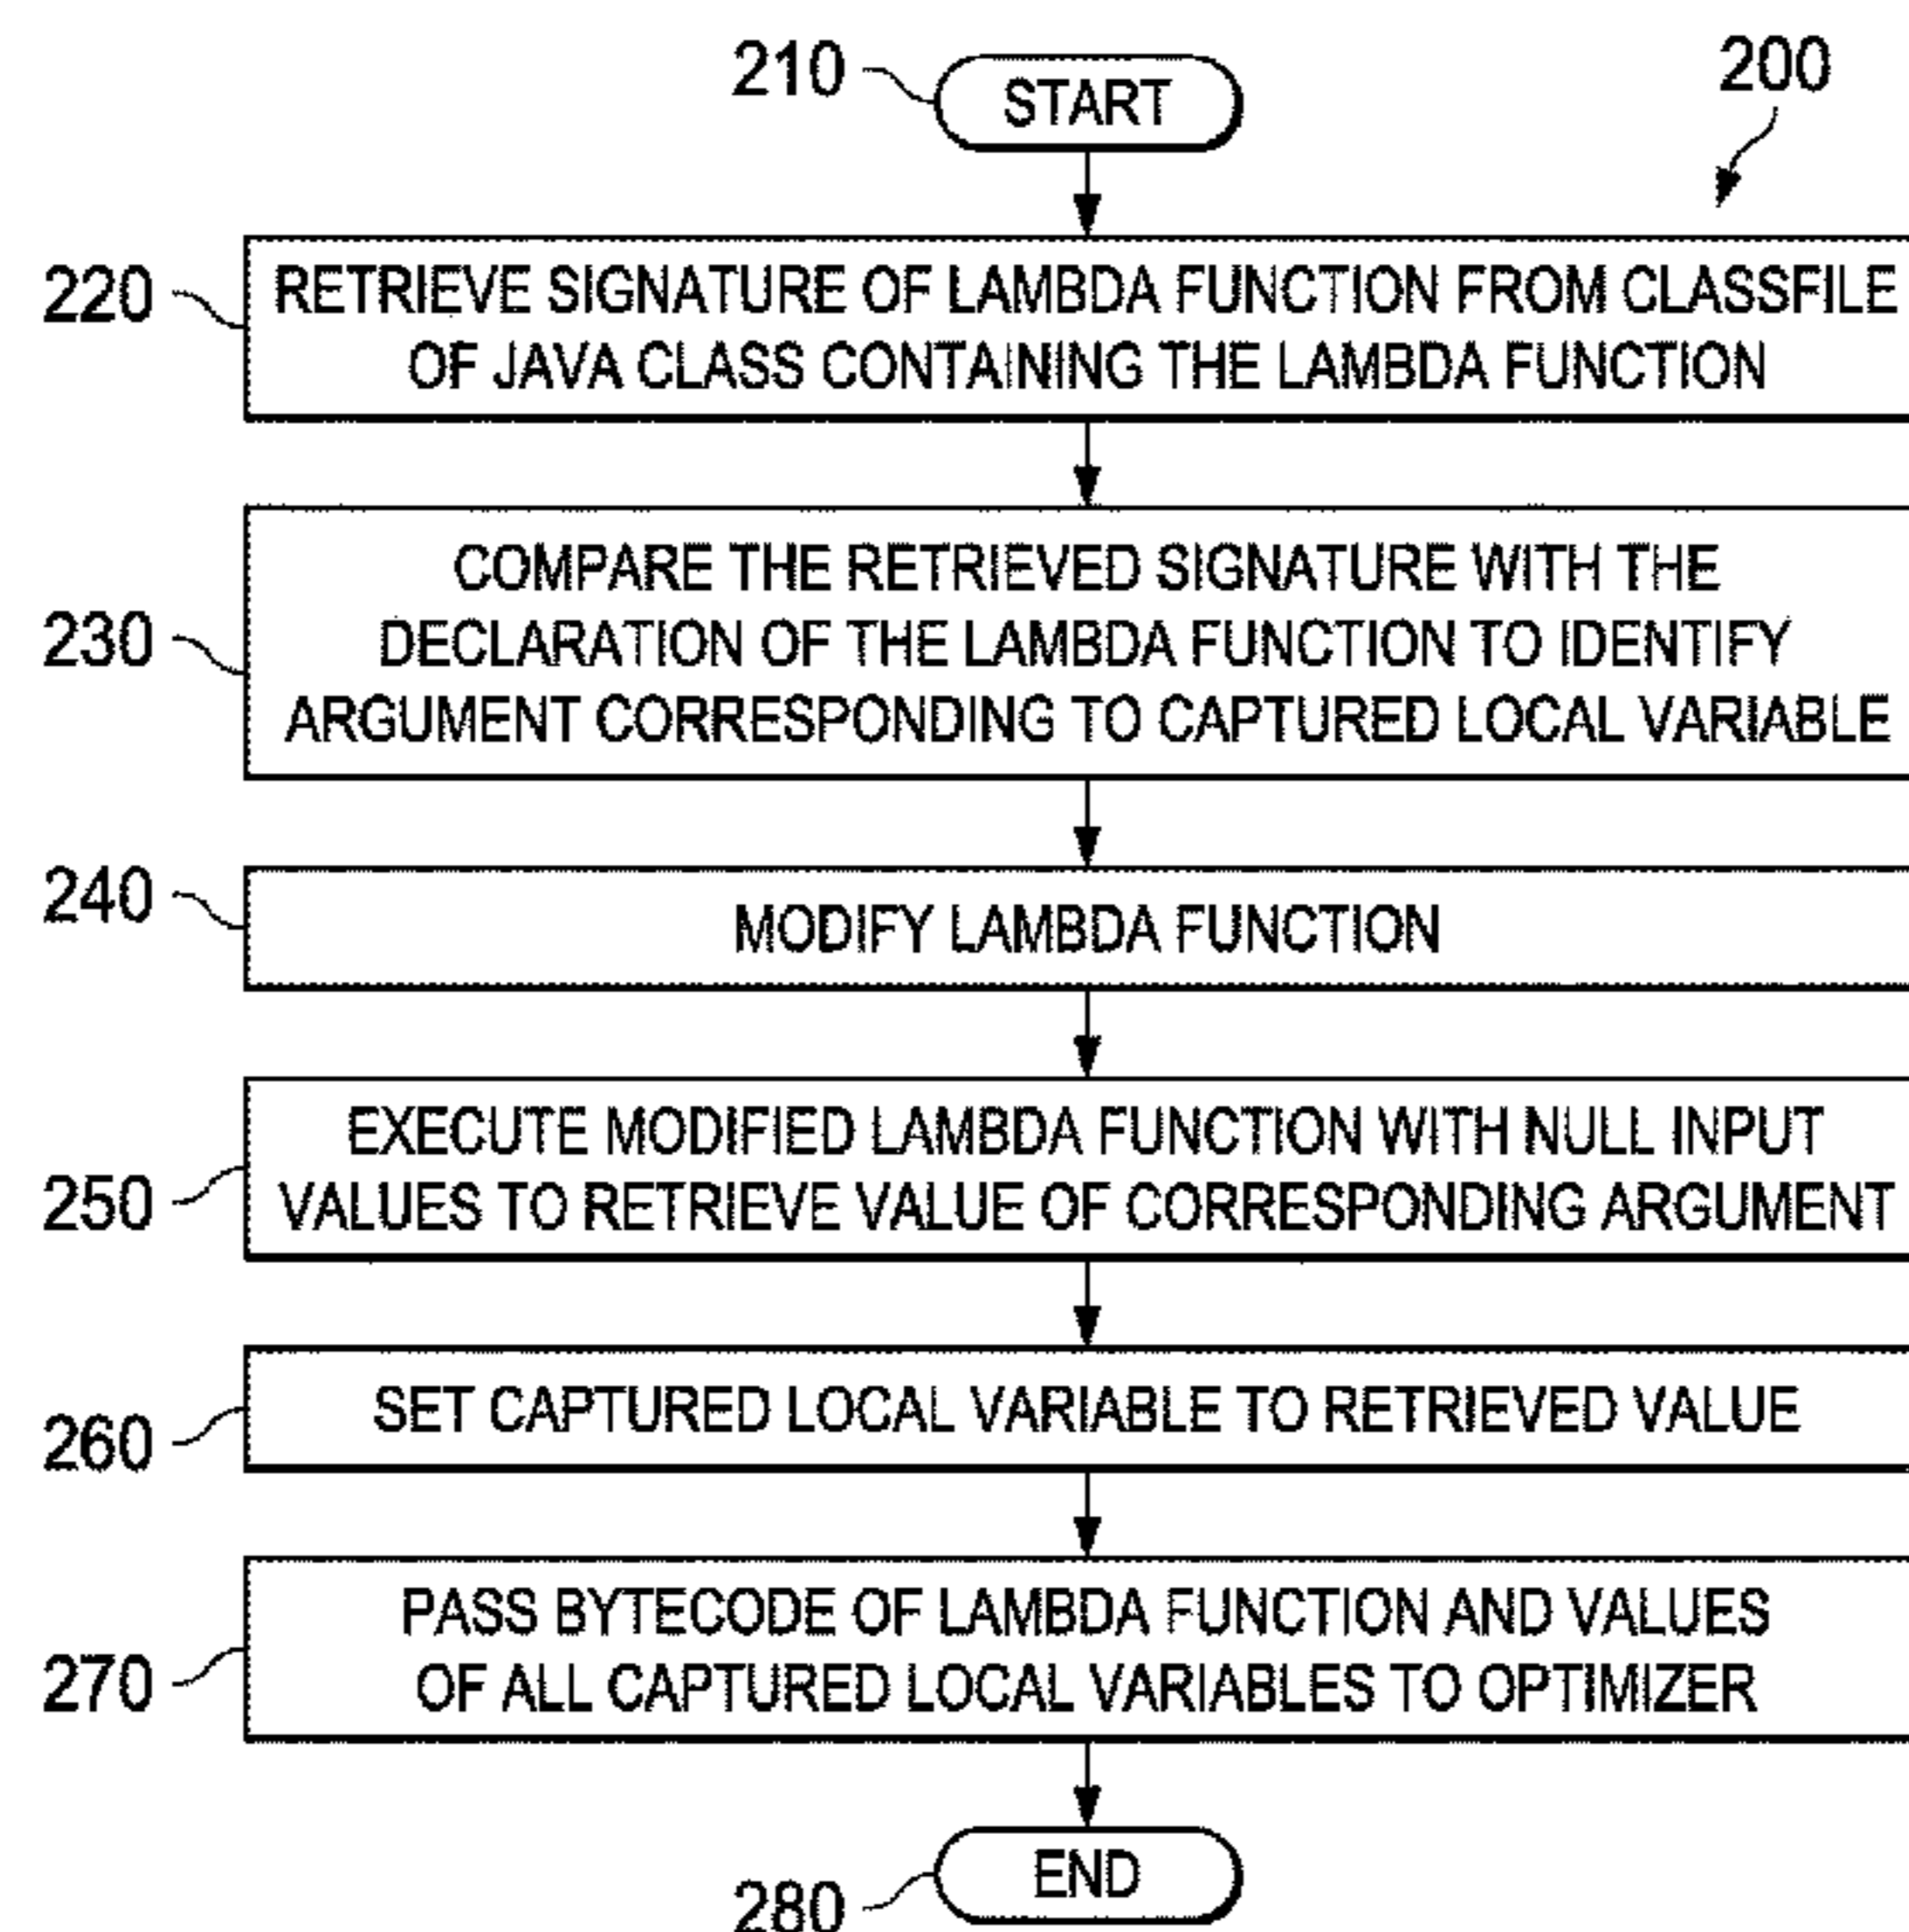 210
START
200
220
RETRIEVE SIGNATURE OF LAMBDA FUNCTION FROM CLASSFILE
OF JAVA CLASS CONTAINING THE LAMBDA FUNCTION
230
COMPARE THE RETRIEVED SIGNATURE WITH THE
DECLARATION OF THE LAMBDA FUNCTION TO IDENTIFY
ARGUMENT CORRESPONDING TO CAPTURED LOCAL VARIABLE
240
MODIFY LAMBDA FUNCTION
250
EXECUTE MODIFIED LAMBDA FUNCTION WITH NULL INPUT
VALUES TO RETRIEVE VALUE OF CORRESPONDING ARGUMENT
260
SET CAPTURED LOCAL VARIABLE TO RETRIEVED VALUE
270
PASS BYTECODE OF LAMBDA FUNCTION AND VALUES
OF ALL CAPTURED LOCAL VARIABLES TO OPTIMIZER
280
END